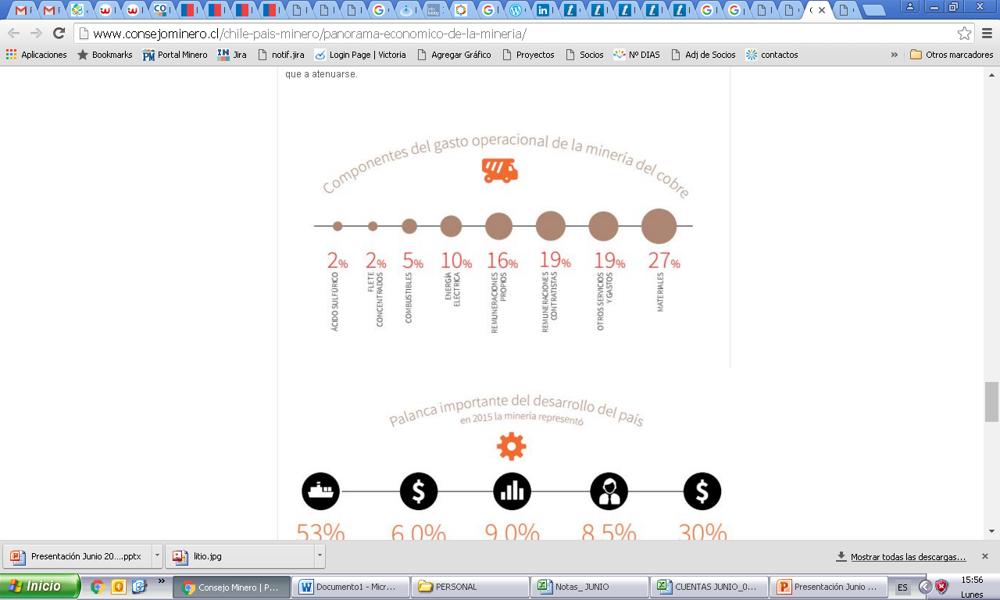 www.consejominero.cl/chile-pais-minero/panorama-economico-de-la-mineria/
Aplicaciones
Bookmarks
Portal Minero
Jira
notif.jira
Login Page | Victoria
Agregar Gráfico
Proyectos
Socios
Nº DIAS
Adj de Socios
contactos
»
Otros marcadores
que a atenuarse.
Componentes del gasto operacional de la minería del cobre
2%
2%
5%
10%
16%
19%
19%
27%
ÁCIDO SULFÚRICO
FLETE
CONCENTRADOS
COMBUSTIBLES
ENERGÍA
ELÉCTRICA
REMUNERACIONES
PROPIOS
REMUNERACIONES
CONTRATISTAS
OTROS SERVICIOS
Y GASTOS
MATERIALES
Palanca importante del desarrollo del país
en 2015 la minería representó
53%
6.0%
9.0%
8.5%
30%
Presentación Junio 20....pptx
litio.jpg
Mostrar todas las descargas...
Inicio
»
Consejo Minero | P...
Documento1 - Micr...
PERSONAL
Notas_ JUNIO
CUENTAS JUNIO_0...
Presentación Junio ...
ES
15:56
Lunes